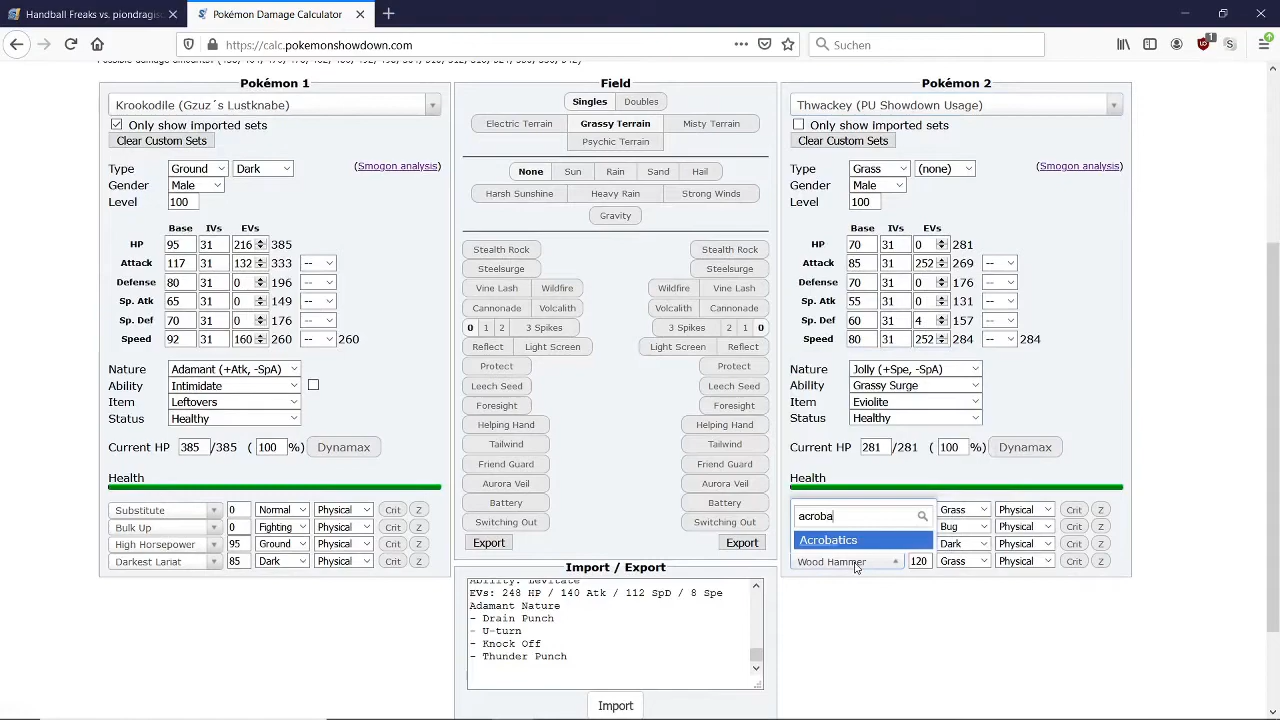 Handball Freaks vs. piondragis
Pokémon Damage Calculator
https://calc.pokemonshowdown.com
Suchen
Pokémon 1
Krookodile (Gzuz´s Lustknabe)
Only show imported sets
Clear Custom Sets
Type Ground Dark (Smogon analysis)
Gender Male
Level 100
Base IVs EVs
HP 95 31 216 385
Attack 117 31 132 333 --
Defense 80 31 0 196 --
Sp. Atk 65 31 0 149 --
Sp. Def 70 31 0 176 --
Speed 92 31 160 260 -- 260
Nature Adamant (+Atk, -SpA)
Ability Intimidate
Item Leftovers
Status Healthy
Current HP 385/385 (100 %) Dynamax
Health
Substitute 0 Normal Physical Crit Z
Bulk Up 0 Fighting Physical Crit Z
High Horsepower 95 Ground Physical Crit Z
Darkest Lariat 85 Dark Physical Crit Z
Field
Singles Doubles
Electric Terrain Grassy Terrain Misty Terrain
Psychic Terrain
None Sun Rain Sand Hail
Harsh Sunshine Heavy Rain Strong Winds
Gravity
Stealth Rock Stealth Rock
Steelsurge Steelsurge
Vine Lash Wildfire Wildfire Vine Lash
Cannonade Volcalith Volcalith Cannonade
0 1 2 3 Spikes 3 Spikes 2 1 0
Reflect Light Screen Light Screen Reflect
Protect Protect
Leech Seed Leech Seed
Foresight Foresight
Helping Hand Helping Hand
Tailwind Tailwind
Friend Guard Friend Guard
Aurora Veil Aurora Veil
Battery Battery
Switching Out Switching Out
Export Export
Import / Export
Ability: Levitate
EVs: 248 HP / 140 Atk / 112 SpD / 8 Spe
Adamant Nature
- Drain Punch
- U-turn
- Knock Off
- Thunder Punch
Import
Pokémon 2
Thwackey (PU Showdown Usage)
Only show imported sets
Clear Custom Sets
Type Grass (none) (Smogon analysis)
Gender Male
Level 100
Base IVs EVs
HP 70 31 0 281
Attack 85 31 252 269 --
Defense 70 31 0 176 --
Sp. Atk 55 31 0 131 --
Sp. Def 60 31 4 157 --
Speed 80 31 252 284 -- 284
Nature Jolly (+Spe, -SpA)
Ability Grassy Surge
Item Eviolite
Status Healthy
Current HP 281/281 (100 %) Dynamax
Health
acroba Grass Physical Crit Z
Bug Physical Crit Z
Acrobatics Dark Physical Crit Z
Wood Hammer 120 Grass Physical Crit Z